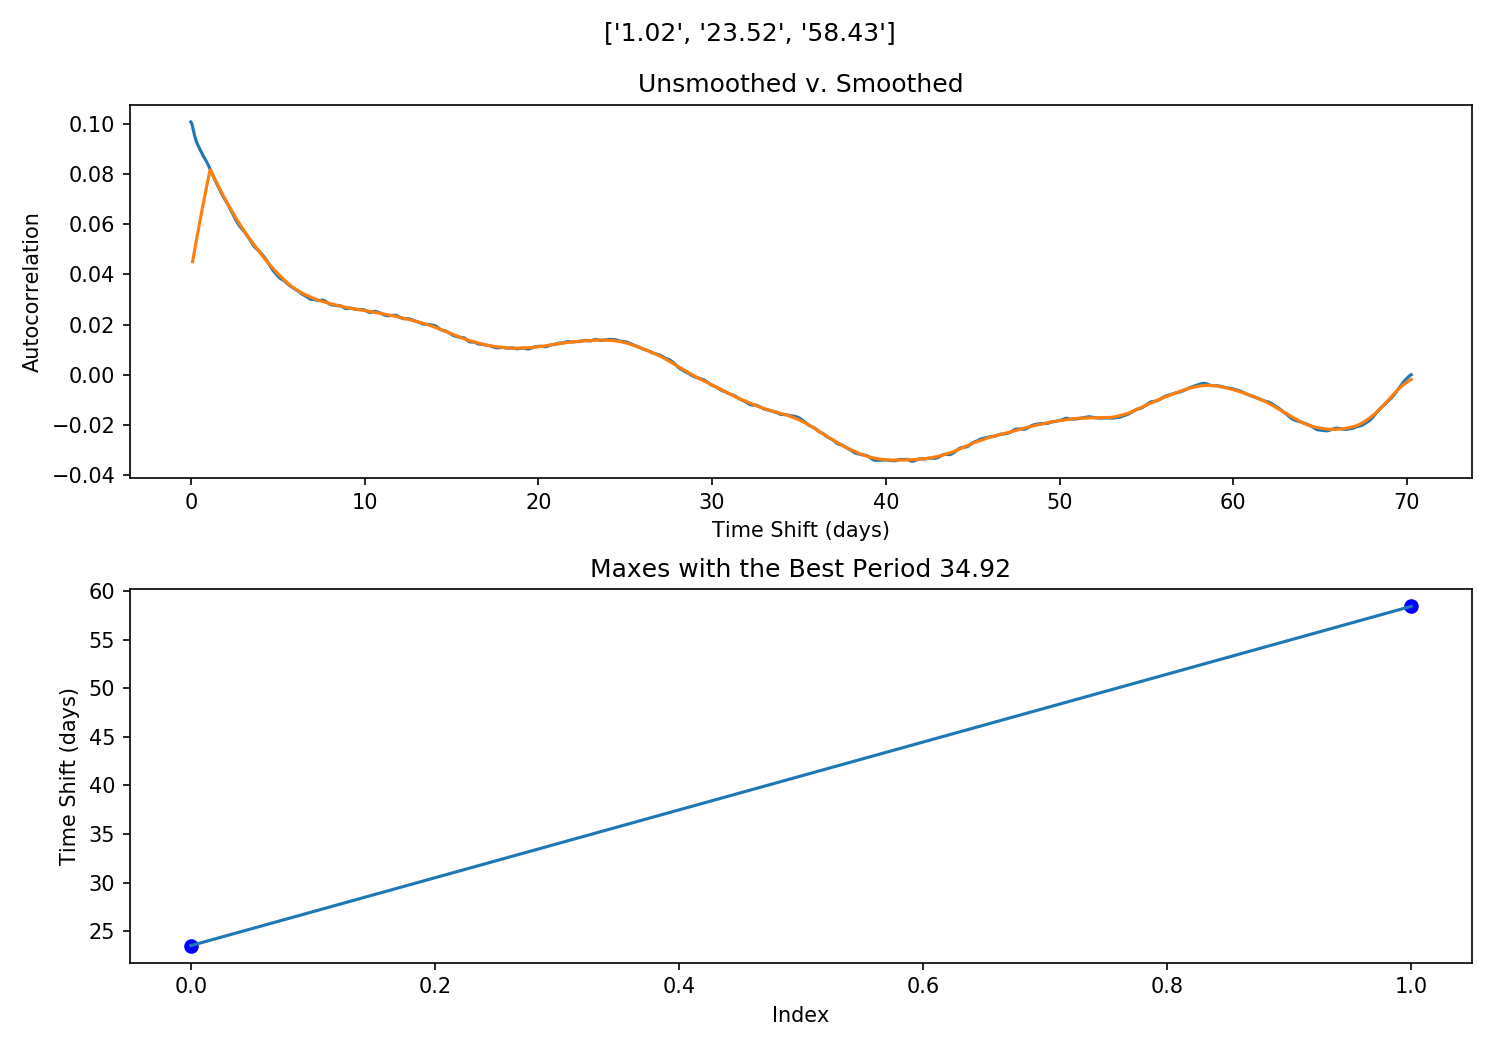 ['1.02', '23.52', '58.43']
Unsmoothed v. Smoothed
Autocorrelation
0.10
0.08
0.06
0.04
0.02
0.00
−0.02
−0.04
0 10 20 30 40 50 60 70
Time Shift (days)
Maxes with the Best Period 34.92
Time Shift (days)
60
55
50
45
40
35
30
25
0.0 0.2 0.4 0.6 0.8 1.0
Index